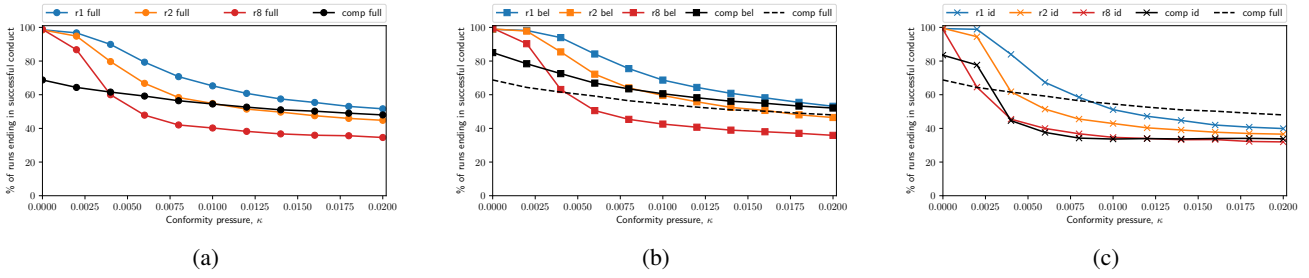 r1 full r2 full r8 full comp full
% of runs ending in successful conduct
100
80
60
40
20
0
0.0000 0.0025 0.0050 0.0075 0.0100 0.0125 0.0150 0.0175 0.0200
Conformity pressure, κ
(a)
r1 bel r2 bel r8 bel comp bel comp full
% of runs ending in successful conduct
100
80
60
40
20
0
0.0000 0.0025 0.0050 0.0075 0.0100 0.0125 0.0150 0.0175 0.0200
Conformity pressure, κ
(b)
r1 id r2 id r8 id comp id comp full
% of runs ending in successful conduct
100
80
60
40
20
0
0.0000 0.0025 0.0050 0.0075 0.0100 0.0125 0.0150 0.0175 0.0200
Conformity pressure, κ
(c)